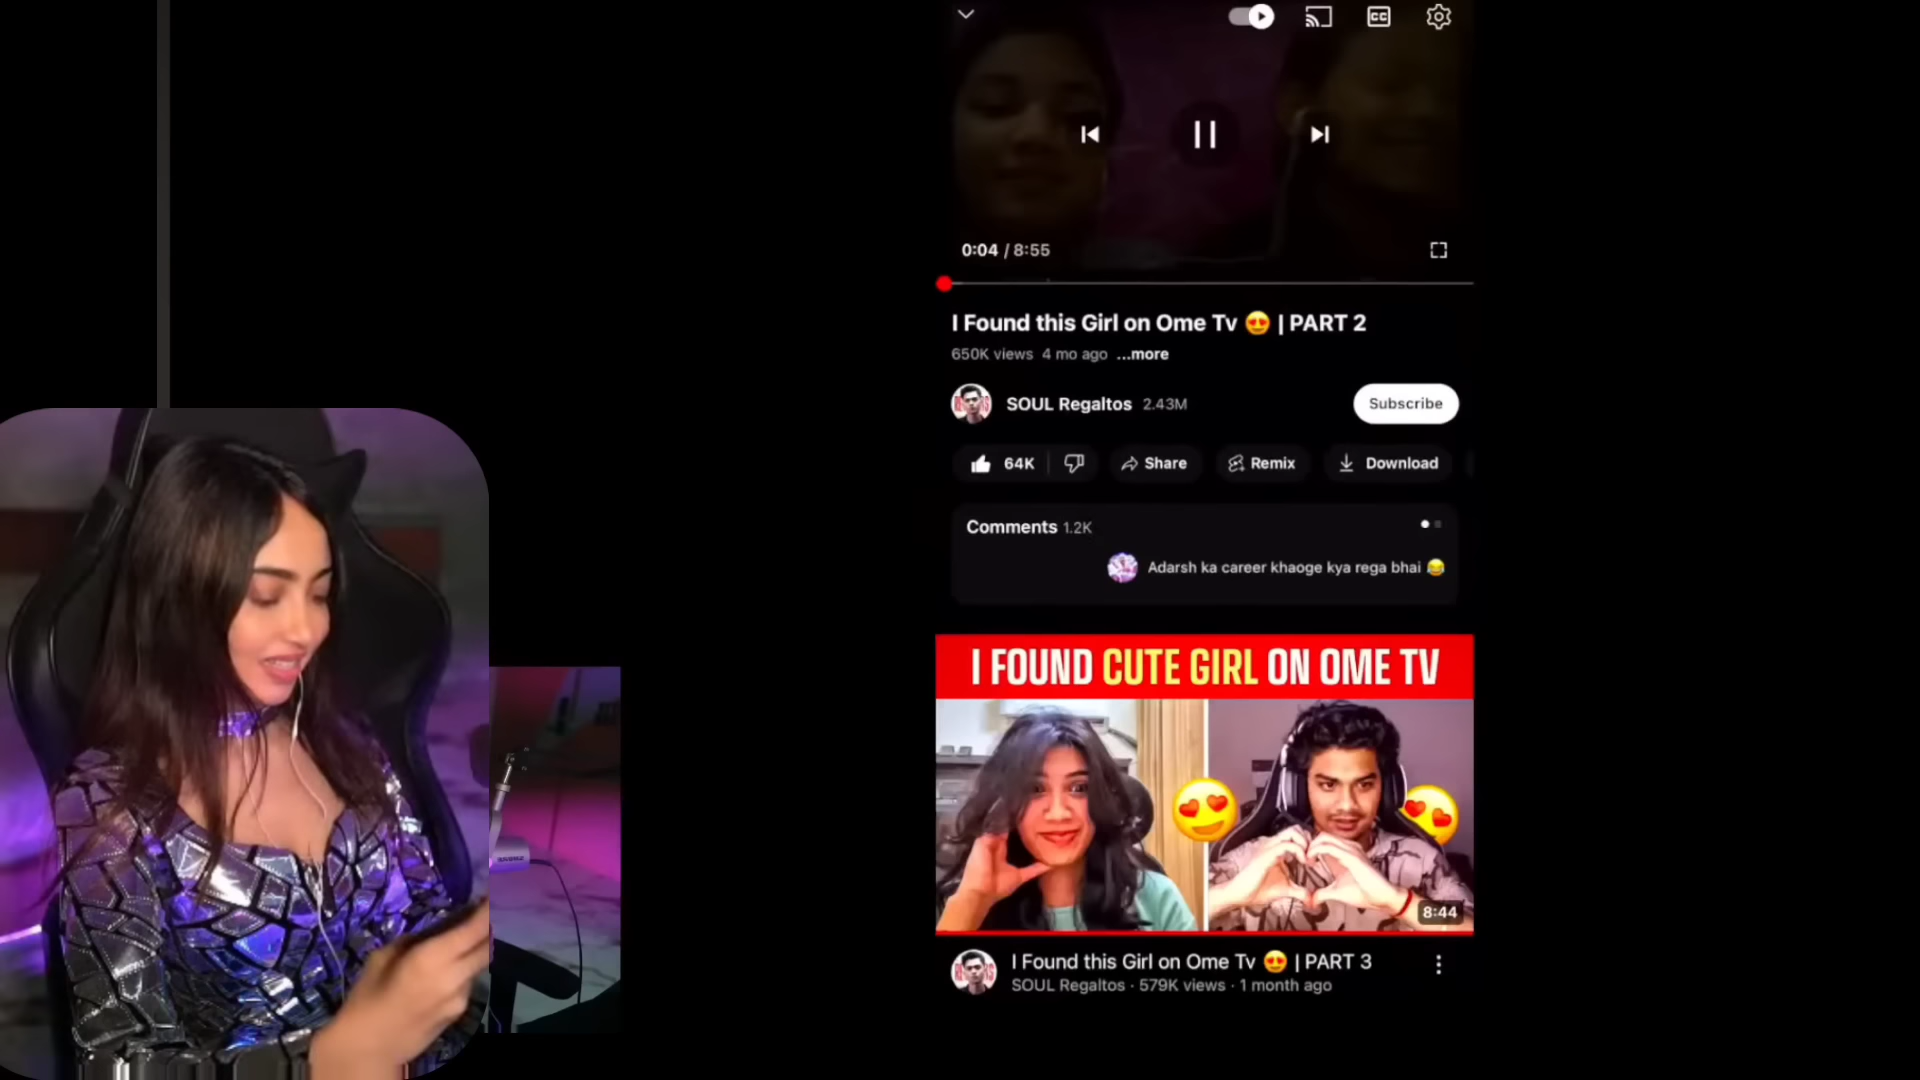 CC
0:04 / 8:55
I Found this Girl on Ome Tv 😍 | PART 2
650K views 4 mo ago ...more
SOUL Regaltos 2.43M
Subscribe
64K
Share
Remix
Download
Comments 1.2K
Adarsh ka career khaoge kya rega bhai 😂
I FOUND CUTE GIRL ON OME TV
8:44
I Found this Girl on Ome Tv 😍 | PART 3
SOUL Regaltos · 579K views · 1 month ago